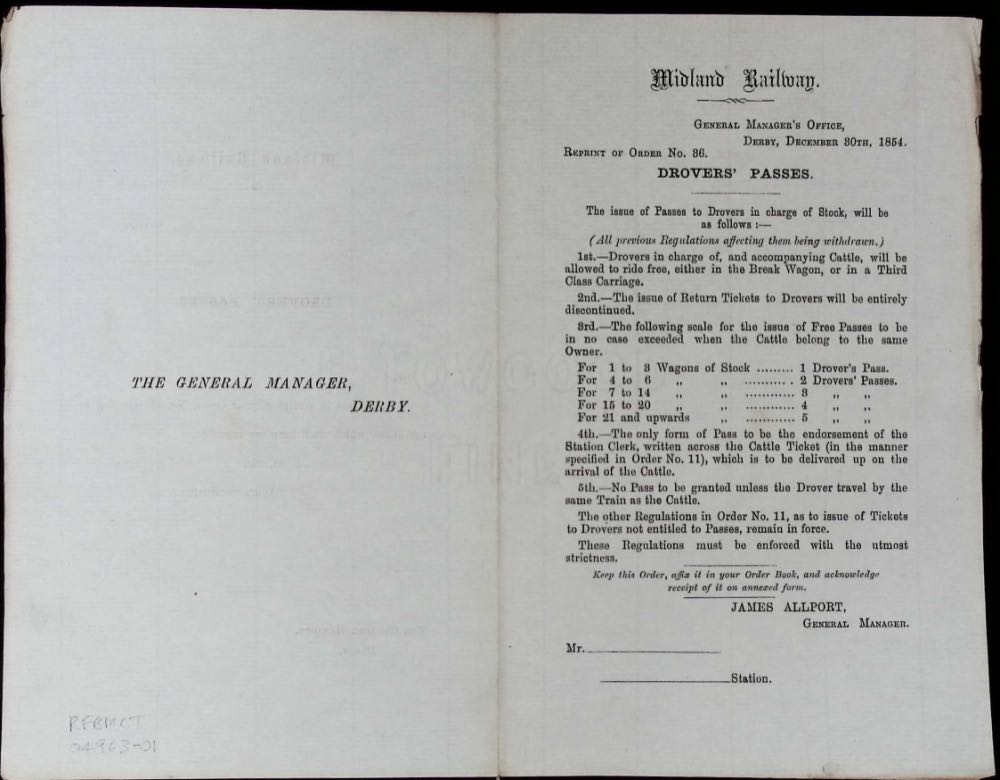 THE GENERAL MANAGER,
DERBY.
RFBMCT
04963-01
Midland Railway.
GENERAL MANAGER'S OFFICE,
DERBY, DECEMBER 30TH, 1854.
REPRINT OF ORDER No. 36.
DROVERS' PASSES.
The issue of Passes to Drovers in charge of Stock, will be
as follows :—
(All previous Regulations affecting them being withdrawn.)
1st.—Drovers in charge of, and accompanying Cattle, will be
allowed to ride free, either in the Break Wagon, or in a Third
Class Carriage.
2nd.—The issue of Return Tickets to Drovers will be entirely
discontinued.
3rd.—The following scale for the issue of Free Passes to be
in no case exceeded when the Cattle belong to the same
Owner.
For 1 to 3 Wagons of Stock ......... 1 Drover's Pass.
For 4 to 6 „ „ ............ 2 Drovers' Passes.
For 7 to 14 „ „ ............ 3 „ „
For 15 to 20 „ „ ............ 4 „ „
For 21 and upwards „ ............ 5 „ „
4th.—The only form of Pass to be the endorsement of the
Station Clerk, written across the Cattle Ticket (in the manner
specified in Order No. 11), which is to be delivered up on the
arrival of the Cattle.
5th.—No Pass to be granted unless the Drover travel by the
same Train as the Cattle.
The other Regulations in Order No. 11, as to issue of Tickets
to Drovers not entitled to Passes, remain in force.
These Regulations must be enforced with the utmost
strictness.
Keep this Order, affix it in your Order Book, and acknowledge
receipt of it on annexed form.
JAMES ALLPORT,
GENERAL MANAGER.
Mr.
Station.